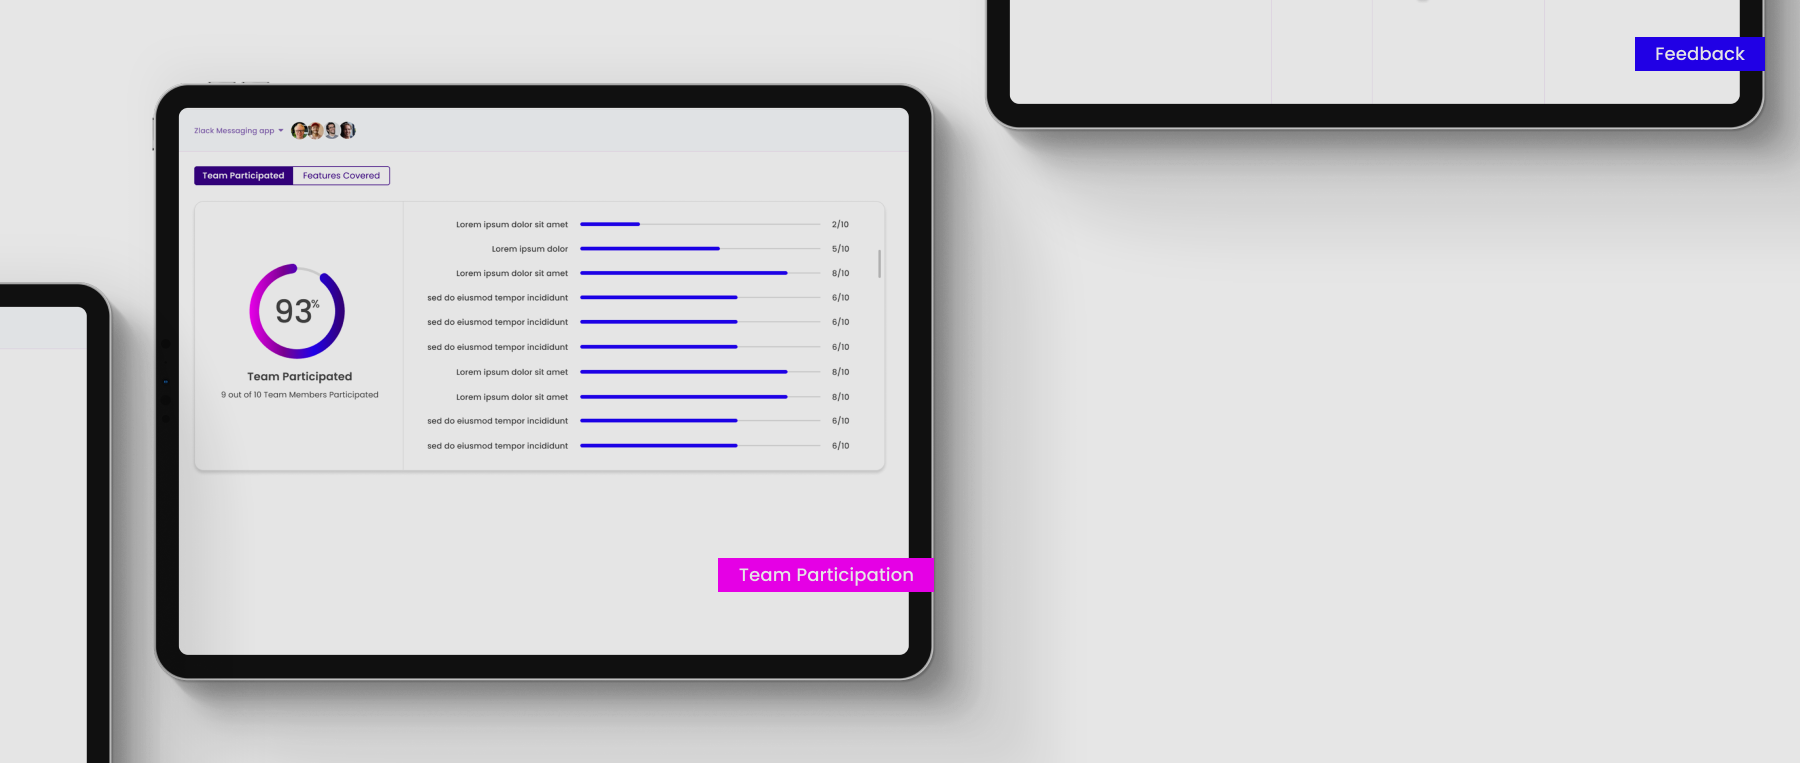 Feedback
Zlack Messaging app
Team Participated
Features Covered
93%
Team Participated
9 out of 10 Team Members Participated
Lorem ipsum dolor sit amet 2/10
Lorem ipsum dolor 5/10
Lorem ipsum dolor sit amet 8/10
sed do eiusmod tempor incididunt 6/10
sed do eiusmod tempor incididunt 6/10
sed do eiusmod tempor incididunt 6/10
Lorem ipsum dolor sit amet 8/10
Lorem ipsum dolor sit amet 8/10
sed do eiusmod tempor incididunt 6/10
sed do eiusmod tempor incididunt 6/10
Team Participation